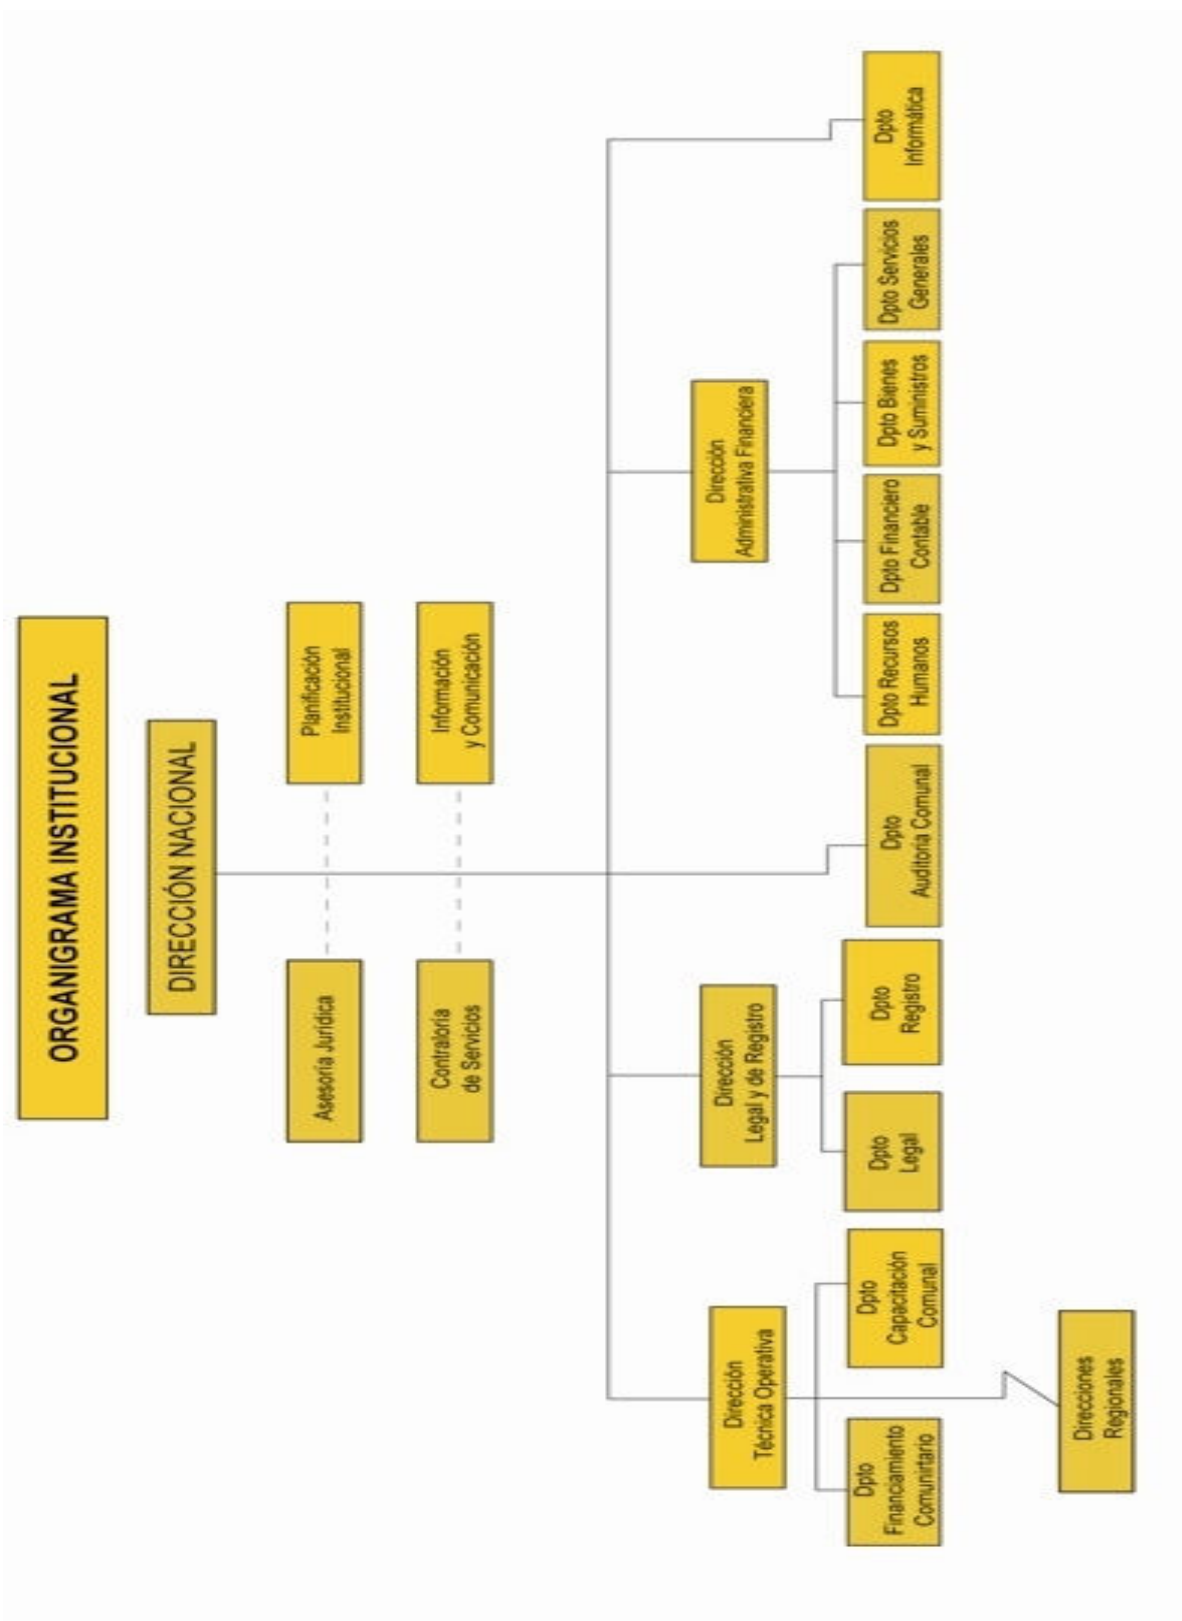 ORGANIGRAMA INSTITUCIONAL
DIRECCIÓN NACIONAL
Asesoría Jurídica
Planificación
Institucional
Contraloría
de Servicios
Información
y Comunicación
Dirección
Técnica Operativa
Dirección
Legal y de Registro
Dirección
Administrativa Financiera
Dpto
Financiamiento
Comunirtario
Dpto
Capacitación
Comunal
Dpto
Legal
Dpto
Registro
Dpto
Auditoría Comunal
Dpto Recursos
Humanos
Dpto Financiero
Contable
Dpto Bienes
y Suministros
Dpto Servicios
Generales
Dpto
Informática
Direcciones
Regionales